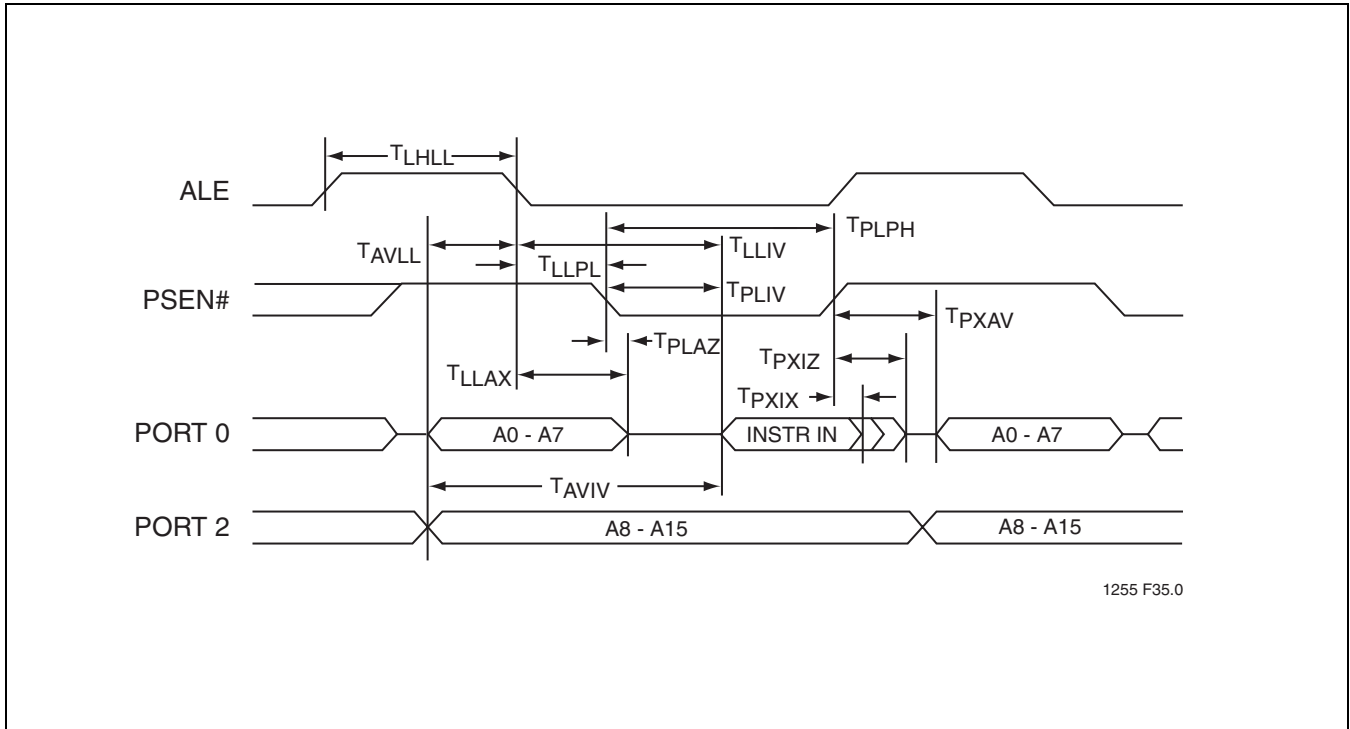 TLHLL
ALE
TPLPH
TAVLL
TLLIV
TLLPL
PSEN#
TPLIV
TPXAV
TPLAZ
TPXIZ
TLLAX
TPXIX
PORT 0
A0 - A7
INSTR IN
A0 - A7
TAVIV
PORT 2
A8 - A15
A8 - A15
1255 F35.0